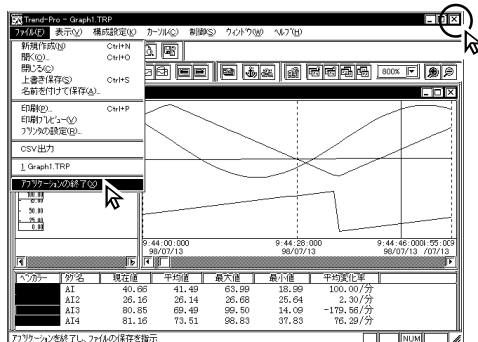 Trend-Pro - Graph1.TRP
ファイル(F) 表示(V) 構成設定(K) カーソル(C) 制御(S) ウィンドウ(W) ヘルプ(H)
新規作成(N) Ctrl+N
開く(O)... Ctrl+O
閉じる(C)
上書き保存(S) Ctrl+S
名前を付けて保存(A)...
800%
印刷(P)... Ctrl+P
印刷プレビュー(V)
プリンタの設定(R)...
CSV出力
1 Graph1.TRP
アプリケーションの終了(X)
50.00
25.00
0.00
9:44:00:000 9:44:28:000 9:44:46:000
98/07/13 98/07/13 98/07/13 /07/13
ペンカラー タグ名 現在値 平均値 最大値 最小値 平均変化率
AI 40.66 41.49 63.99 18.99 100.00/分
AI2 26.16 26.14 26.68 25.64 2.30/分
AI3 80.85 69.49 99.50 14.09 -179.56/分
AI4 81.16 73.51 98.83 37.83 76.29/分
アプリケーションを終了し、ファイルの保存を指示 NUM